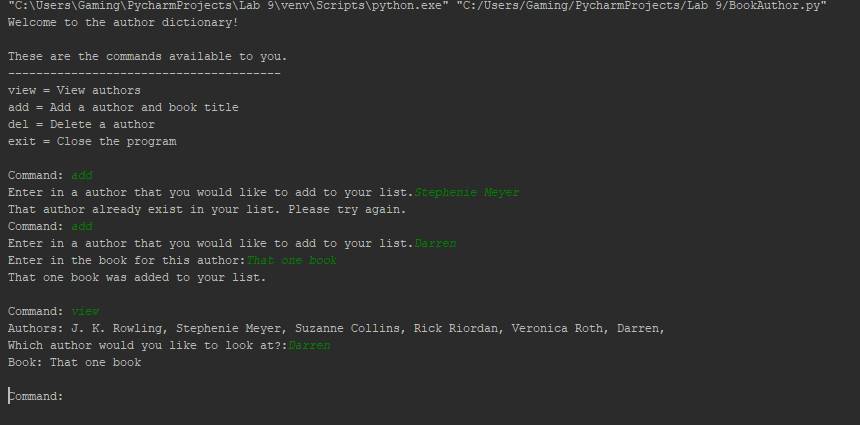 "C:\Users\Gaming\PycharmProjects\Lab 9\venv\Scripts\python.exe" "C:/Users/Gaming/PycharmProjects/Lab 9/BookAuthor.py"
Welcome to the author dictionary!
These are the commands available to you.
---------------------------------------
view = View authors
add = Add a author and book title
del = Delete a author
exit = Close the program
Command: add
Enter in a author that you would like to add to your list.Stephenie Meyer
That author already exist in your list. Please try again.
Command: add
Enter in a author that you would like to add to your list.Darren
Enter in the book for this author:That one book
That one book was added to your list.
Command: view
Authors: J. K. Rowling, Stephenie Meyer, Suzanne Collins, Rick Riordan, Veronica Roth, Darren,
Which author would you like to look at?:Darren
Book: That one book
Command: